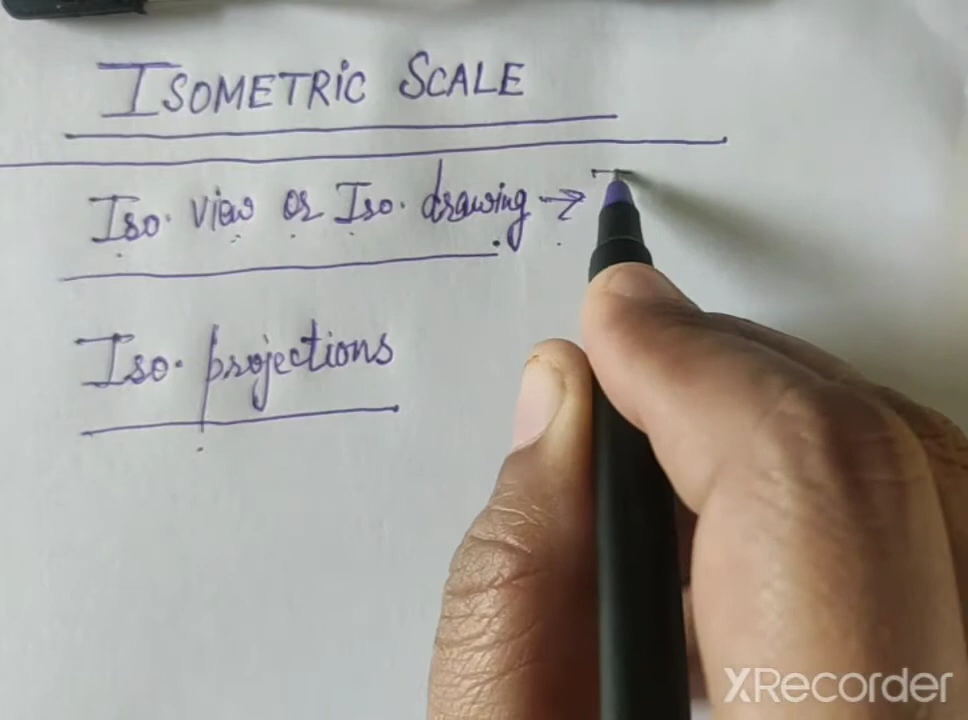 ISOMETRIC SCALE
Iso. view or Iso. drawing →
Iso. projections
XRecorder